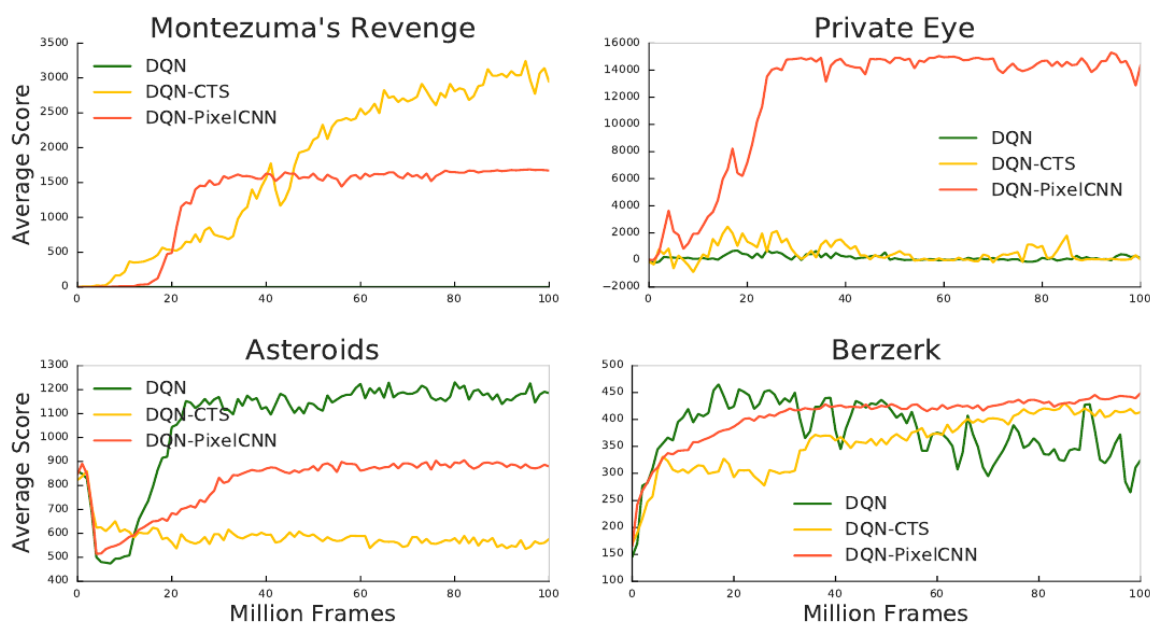 Montezuma's Revenge
3500
3000
2500
2000
1500
1000
500
0
Average Score
DQN
DQN-CTS
DQN-PixelCNN
0 20 40 60 80 100
Private Eye
16000
14000
12000
10000
8000
6000
4000
2000
0
−2000
DQN
DQN-CTS
DQN-PixelCNN
0 20 40 60 80 100
Asteroids
1300
1200
1100
1000
900
800
700
600
500
400
Average Score
DQN
DQN-CTS
DQN-PixelCNN
0 20 40 60 80 100
Million Frames
Berzerk
500
450
400
350
300
250
200
150
100
DQN
DQN-CTS
DQN-PixelCNN
0 20 40 60 80 100
Million Frames